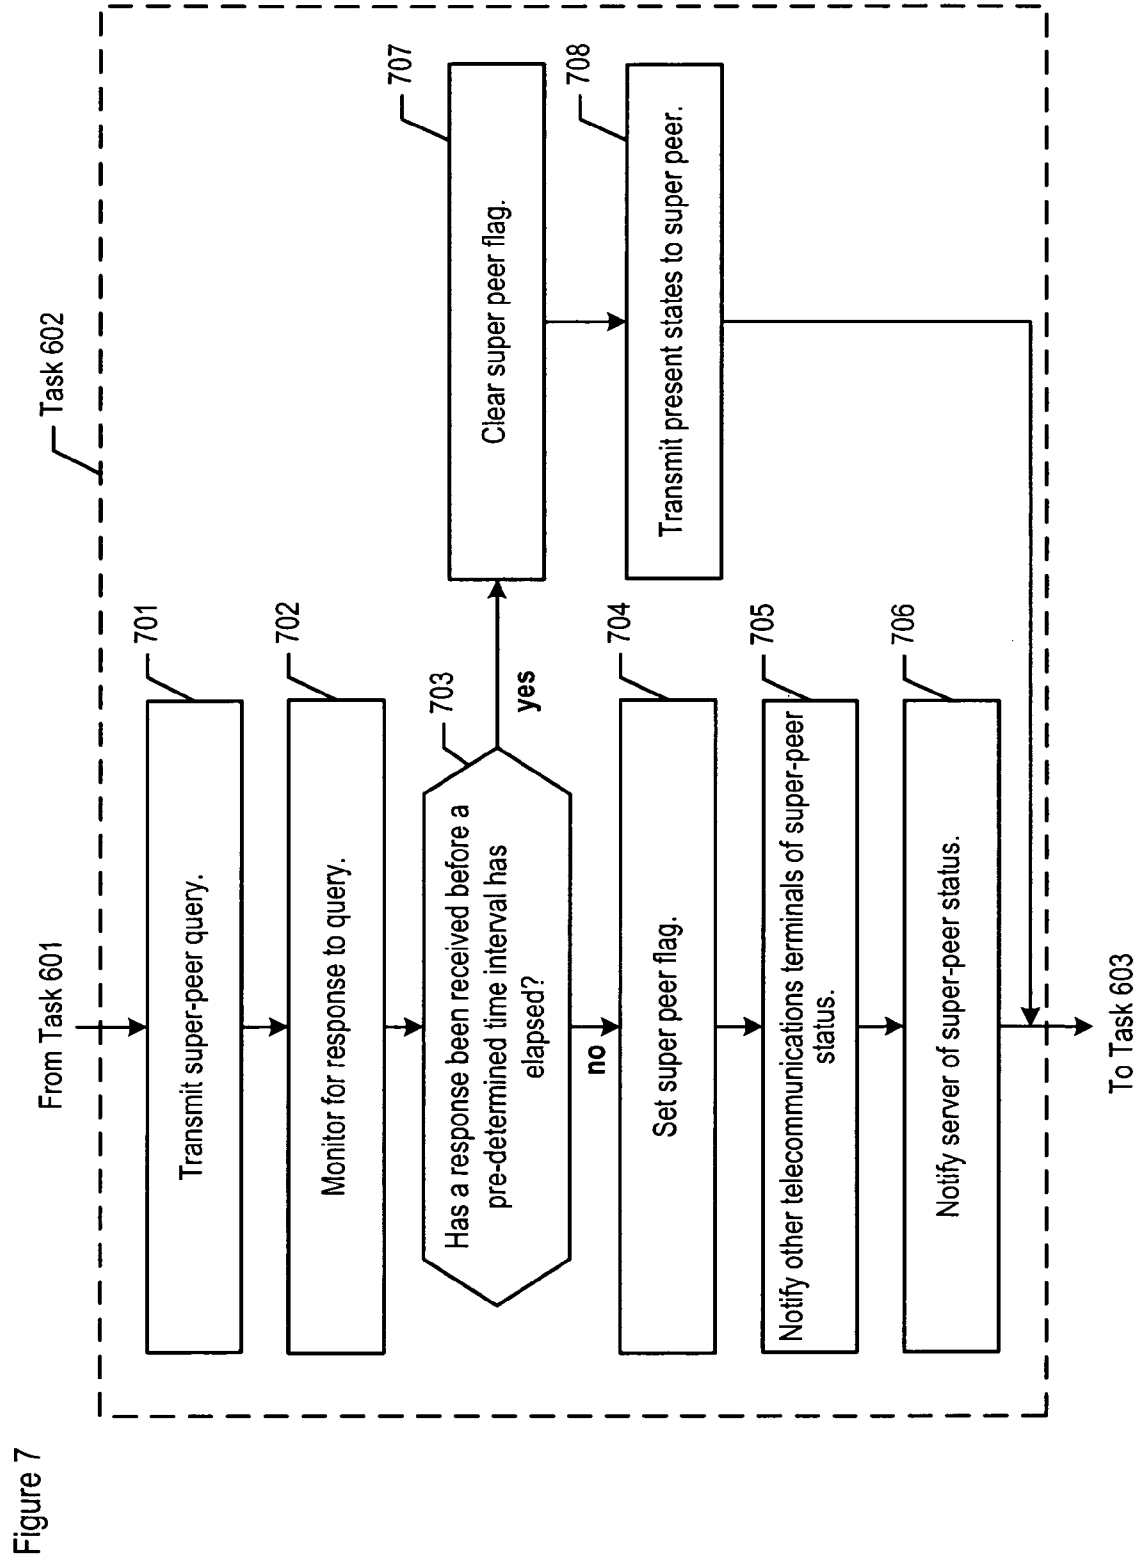 Figure 7
Task 602
From Task 601
701
Transmit super-peer query.
702
Monitor for response to query.
703
Has a response been received before a
pre-determined time interval has
elapsed?
yes
no
707
Clear super peer flag.
708
Transmit present states to super peer.
704
Set super peer flag.
705
Notify other telecommunications terminals of super-peer
status.
706
Notify server of super-peer status.
To Task 603